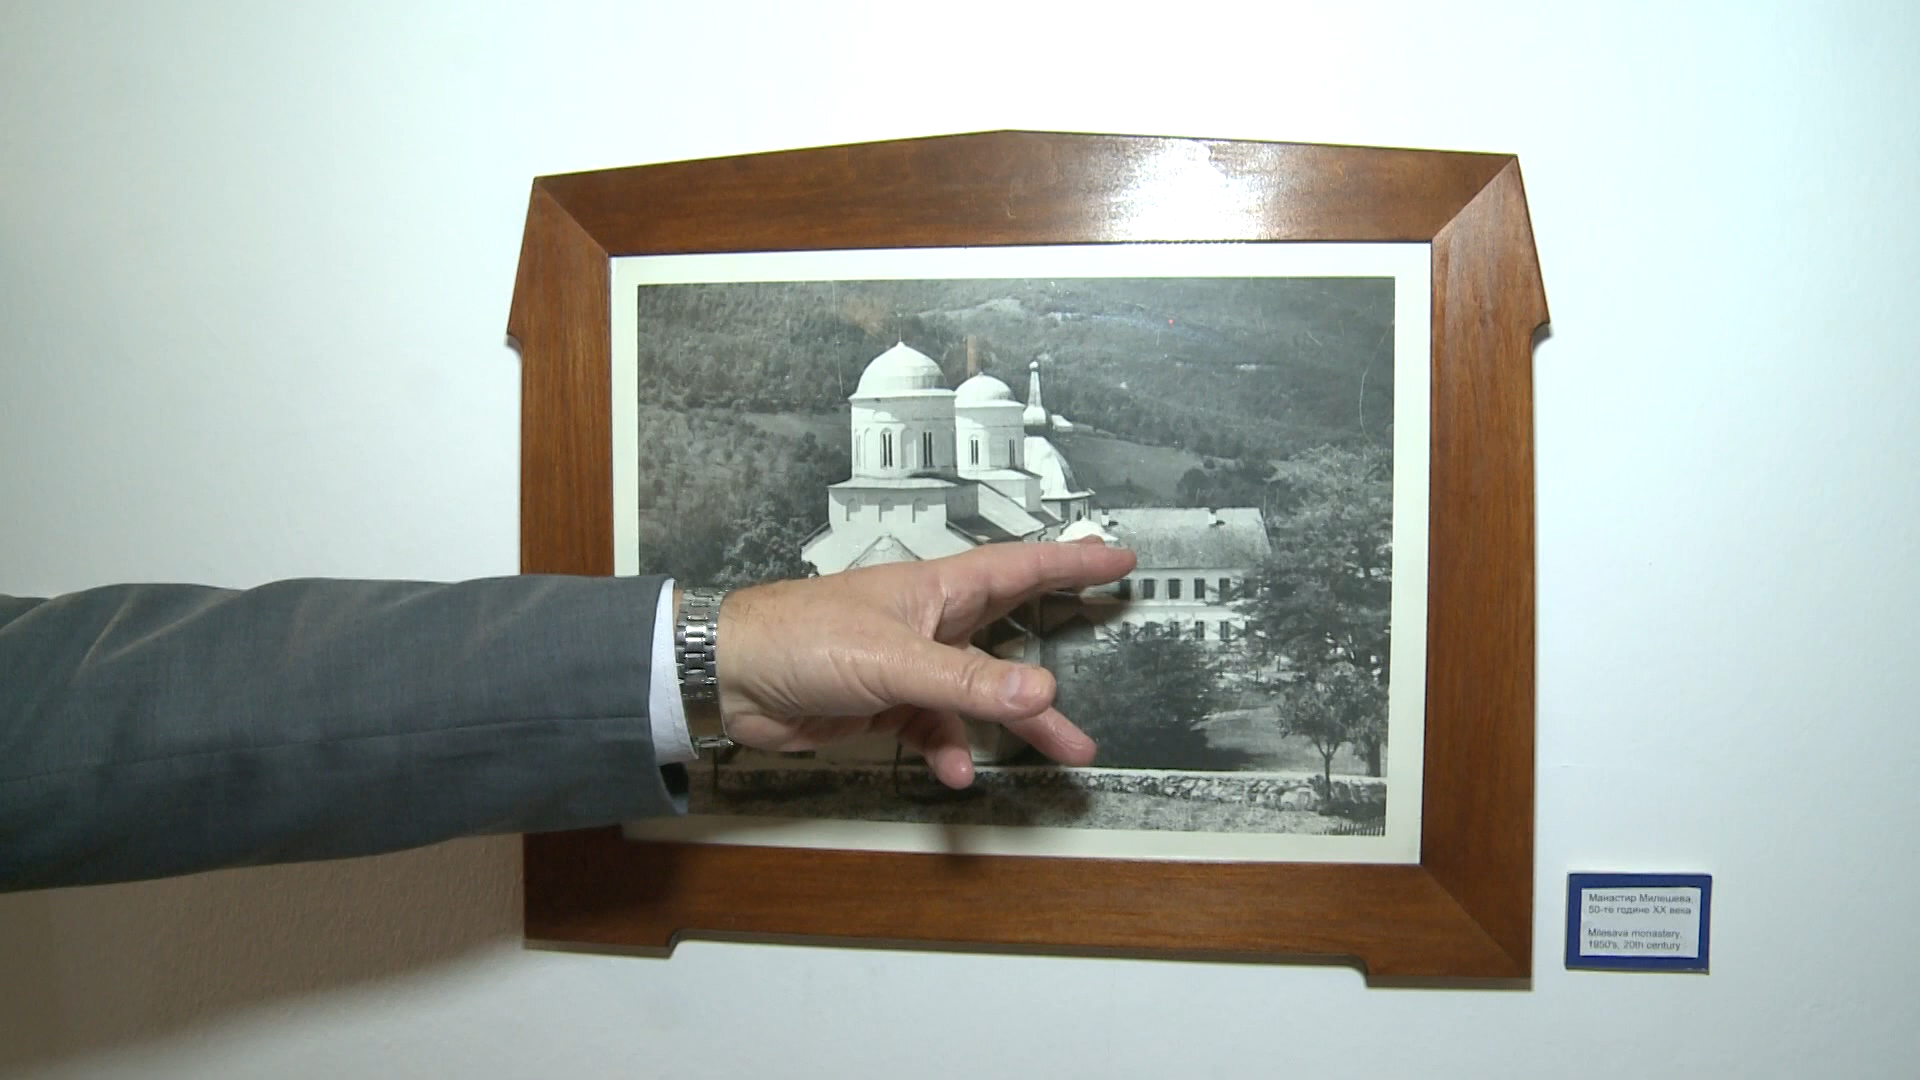 Манастир Милешева,
50-те године XX века
Milesava monastery,
1950's, 20th century